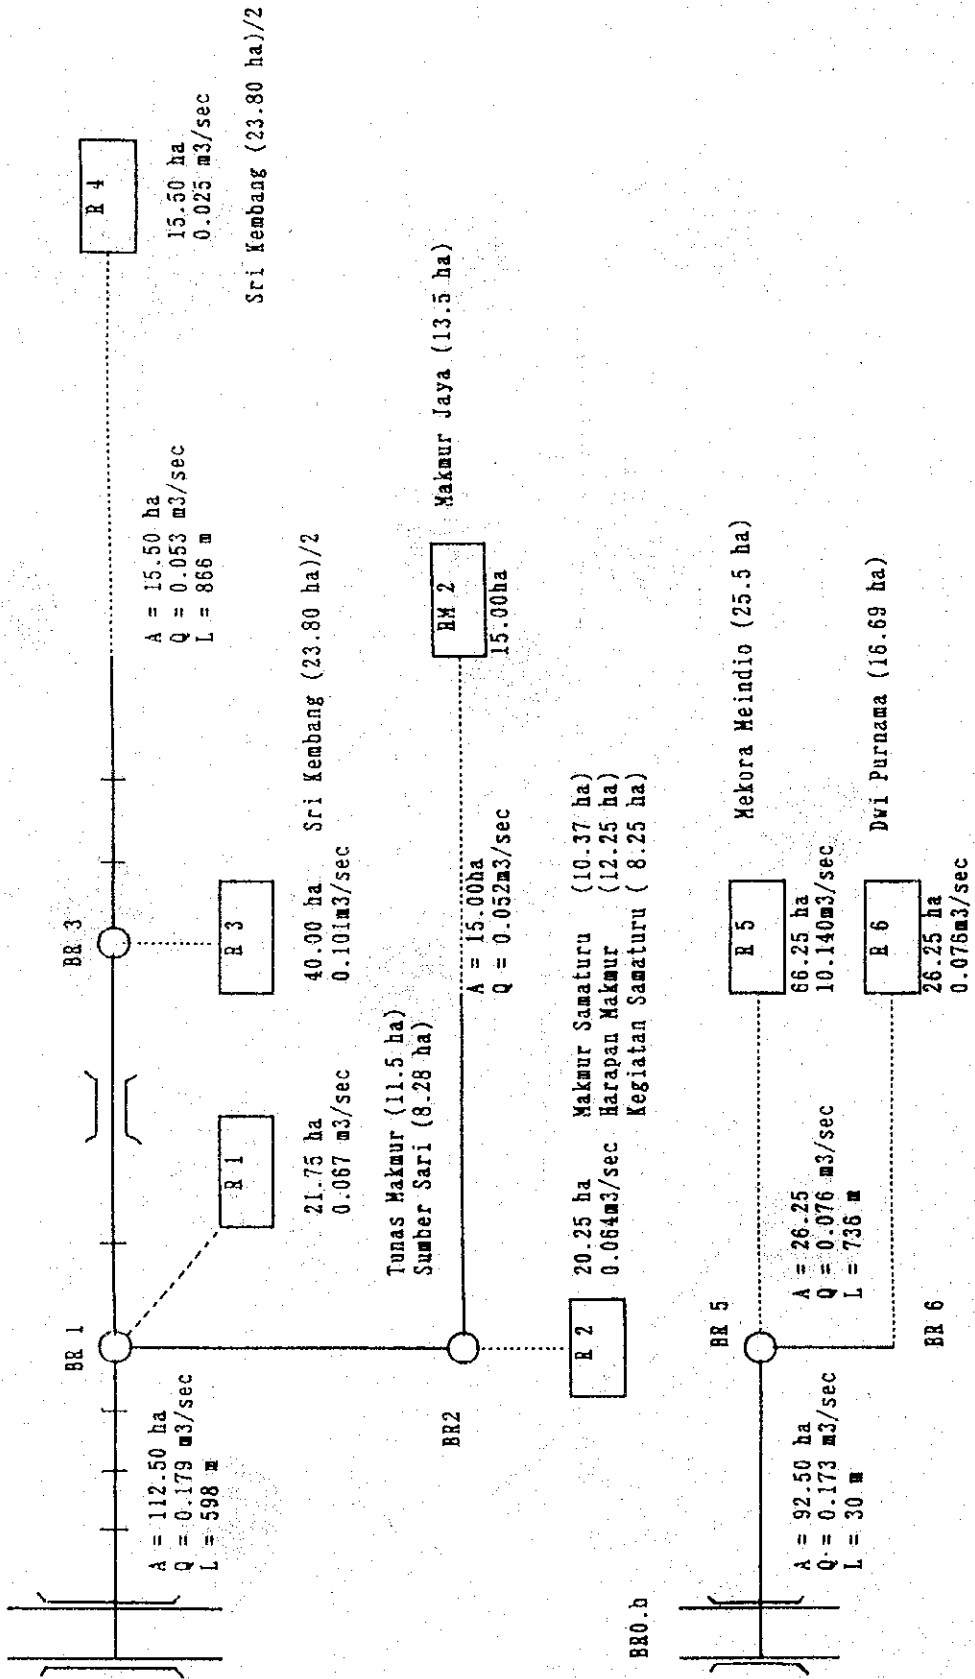 BR 1
A = 112.50 ha
Q = 0.179 m3/sec
L = 598 m
R 1
21.75 ha
0.067 m3/sec
Tunas Makmur (11.5 ha)
Sumber Sari (8.28 ha)
BR 3
R 3
40.00 ha
0.101m3/sec
Sri Kembang (23.80 ha)/2
A = 15.50 ha
Q = 0.053 m3/sec
L = 866 m
R 4
15.50 ha
0.025 m3/sec
Sri Kembang (23.80 ha)/2
BR2
R 2
20.25 ha
0.064m3/sec
Makmur Samaturu (10.37 ha)
Harapan Makmur (12.25 ha)
Kegiatan Samaturu ( 8.25 ha)
A = 15.00ha
Q = 0.052m3/sec
RM 2
15.00ha
Makmur Jaya (13.5 ha)
BR0.b
A = 92.50 ha
Q = 0.173 m3/sec
L = 30 m
BR 5
R 5
66.25 ha
10.140m3/sec
Mekora Meindio (25.5 ha)
A = 26.25
Q = 0.076 m3/sec
L = 736 m
BR 6
R 6
26.25 ha
0.076m3/sec
Dwi Purnama (16.69 ha)